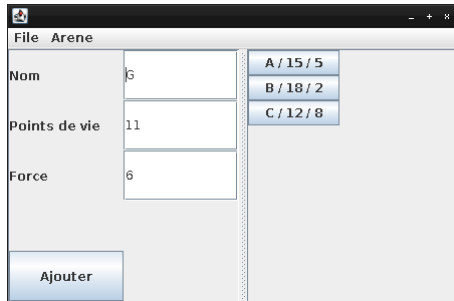 File Arene
Nom
G
Points de vie
11
Force
6
Ajouter
A / 15 / 5
B / 18 / 2
C / 12 / 8